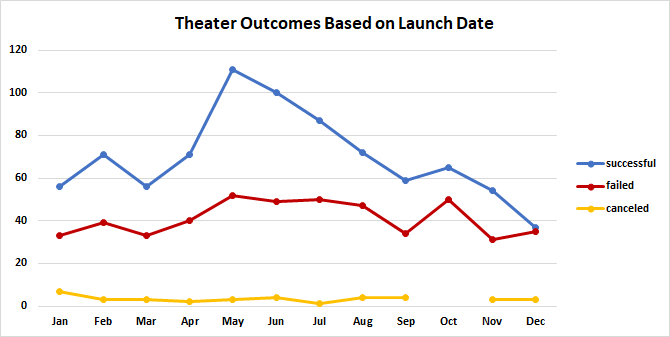 Theater Outcomes Based on Launch Date
120
100
80
60
40
20
0
Jan Feb Mar Apr May Jun Jul Aug Sep Oct Nov Dec
successful
failed
canceled